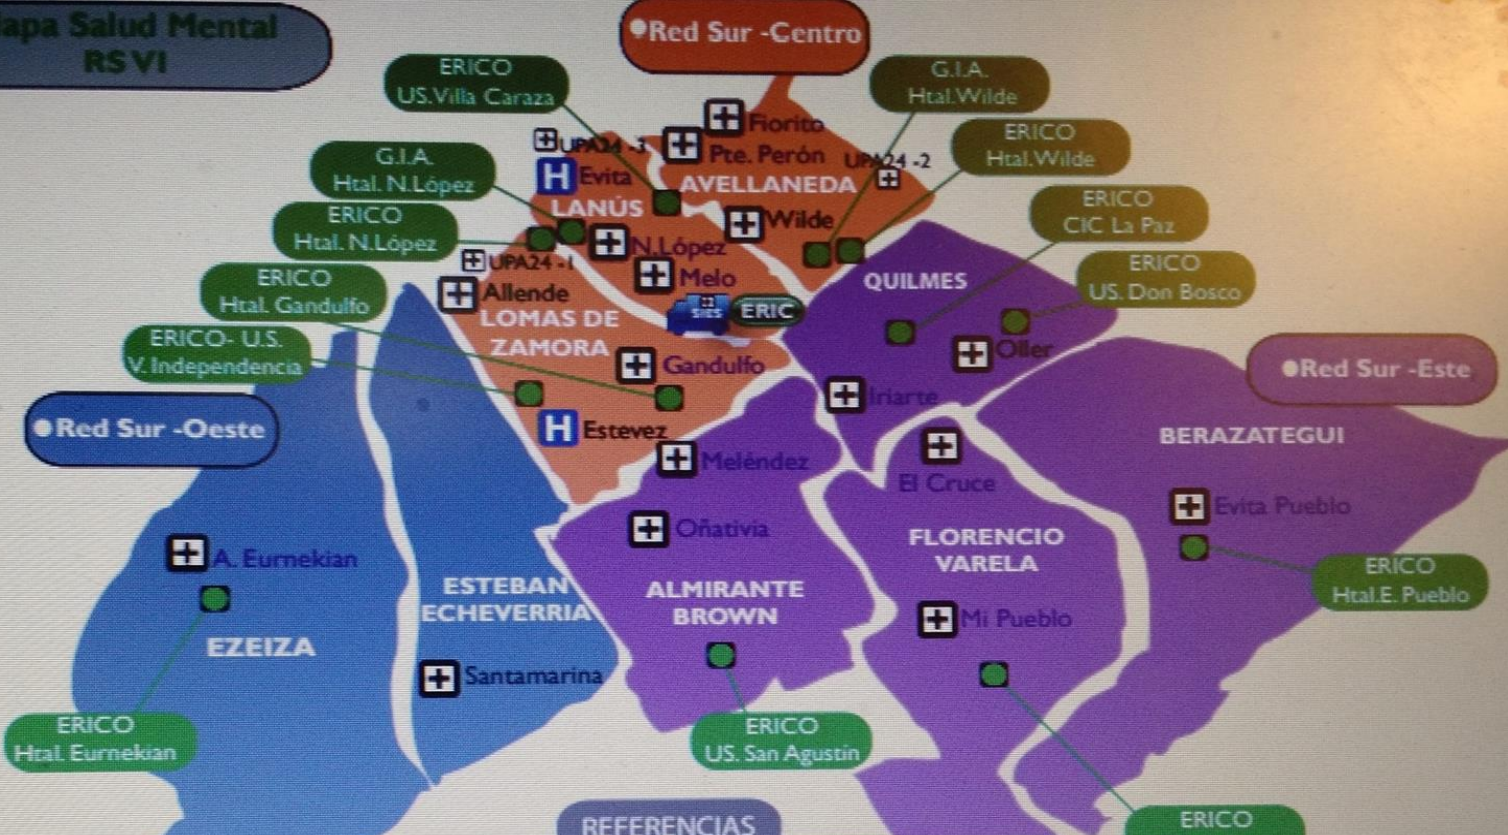 apa Salud Mental
RS VI
Red Sur -Centro
ERICO
US.Villa Caraza
G.I.A.
Htal.Wilde
ERICO
Htal.Wilde
G.I.A.
Htal. N.López
ERICO
Htal. N.López
ERICO
CIC La Paz
ERICO
Htal. Gandulfo
ERICO
US. Don Bosco
ERICO- U.S.
V. Independencia
Red Sur -Oeste
Red Sur -Este
Fiorito
UPA24 -3
Pte. Perón
UPA24 -2
H Evita
AVELLANEDA
LANÚS
Wilde
N.López
UPA24 -1
Melo
Allende
SIES
ERIC
QUILMES
LOMAS DE
ZAMORA
Gandulfo
Oller
Iriarte
H Estevez
Meléndez
El Cruce
BERAZATEGUI
Evita Pueblo
Oñativia
A. Eurnekian
FLORENCIO
VARELA
ERICO
Htal.E. Pueblo
ESTEBAN
ECHEVERRIA
ALMIRANTE
BROWN
Mi Pueblo
EZEIZA
Santamarina
ERICO
Htal. Eurnekian
ERICO
US. San Agustín
REFERENCIAS
ERICO